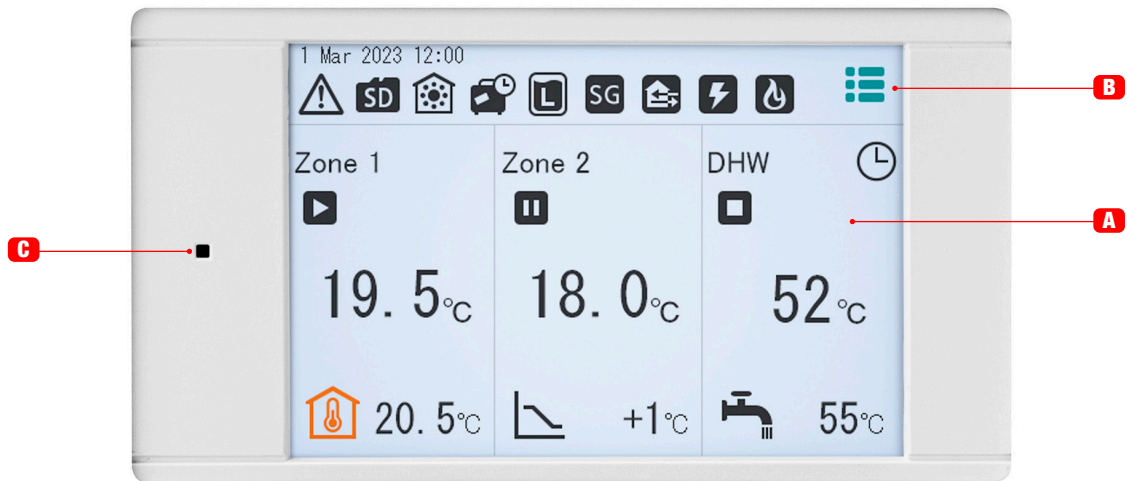 1 Mar 2023 12:00
SD L SG
B
Zone 1 Zone 2 DHW
A
C
19.5°C 18.0°C 52°C
20.5°C +1°C 55°C